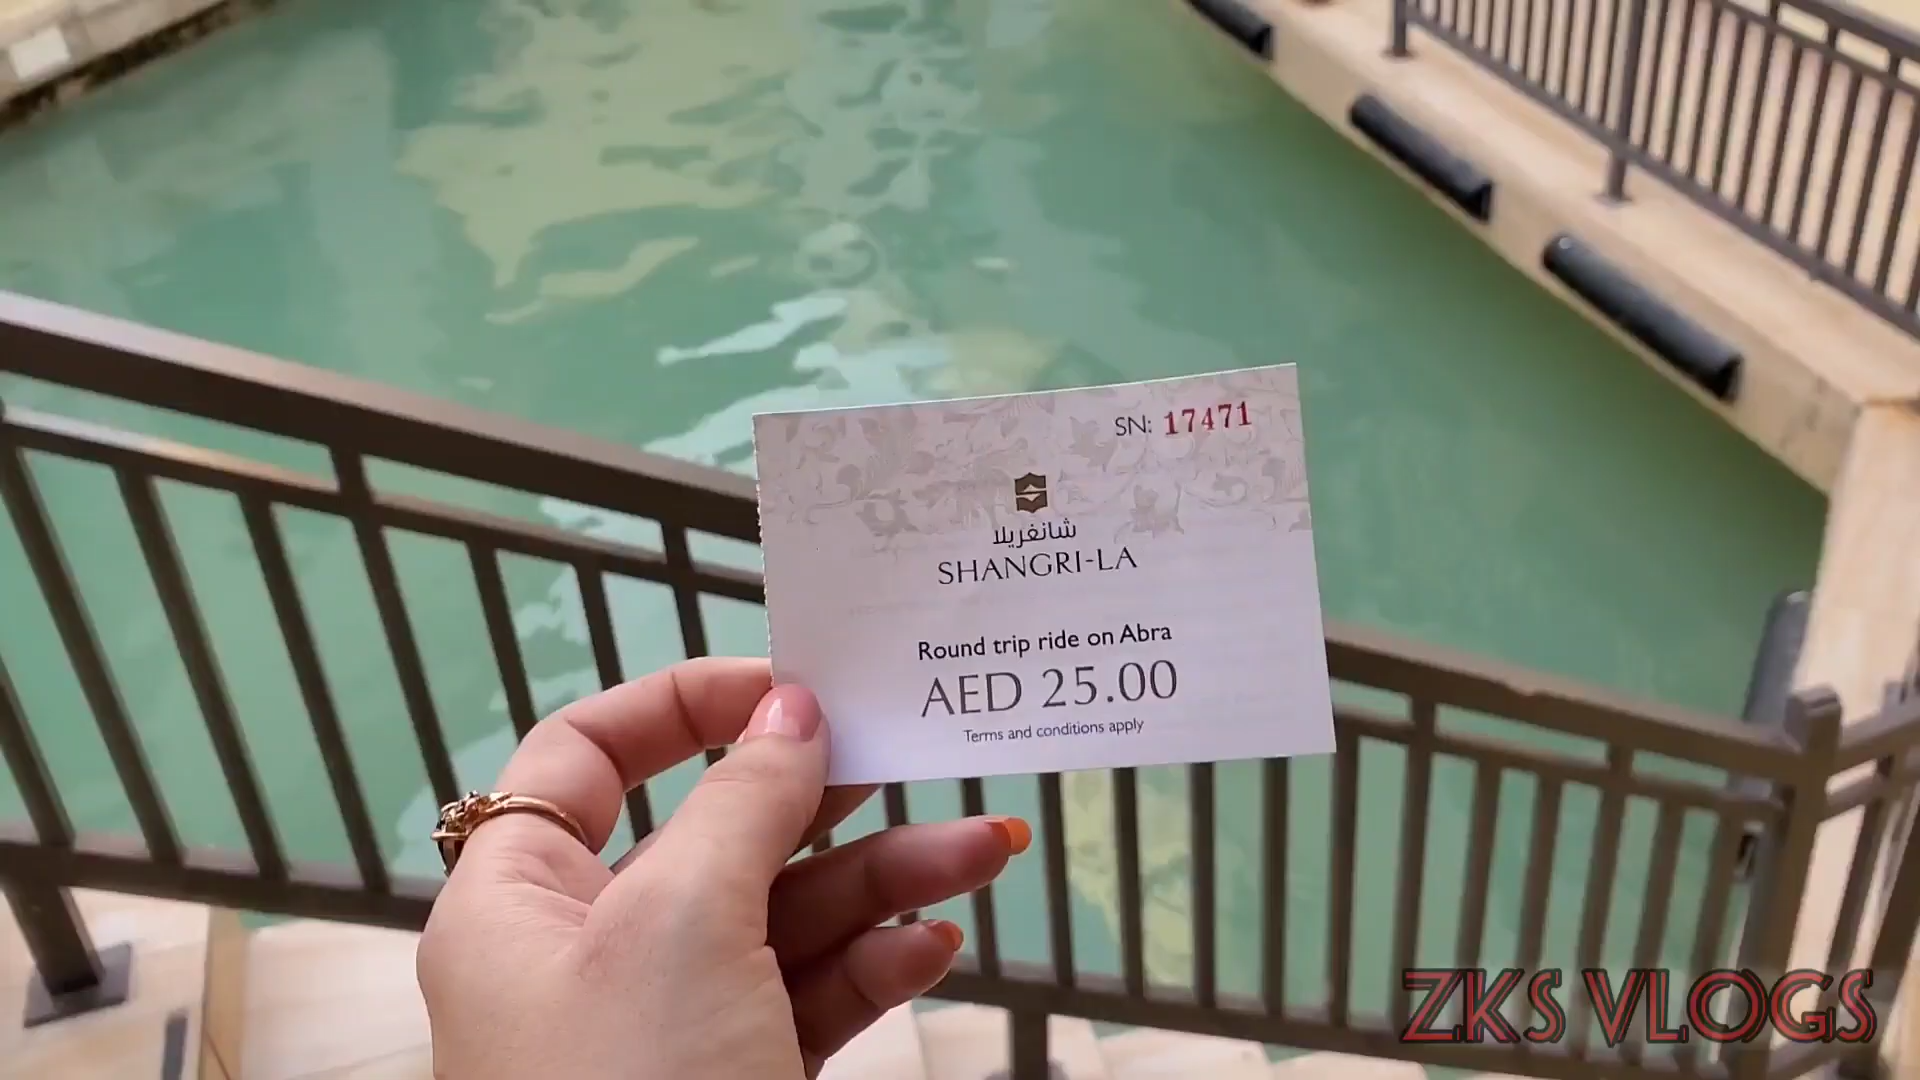 SN: 17471
شانغريلا
SHANGRI-LA
Round trip ride on Abra
AED 25.00
Terms and conditions apply
ZKS VLOGS